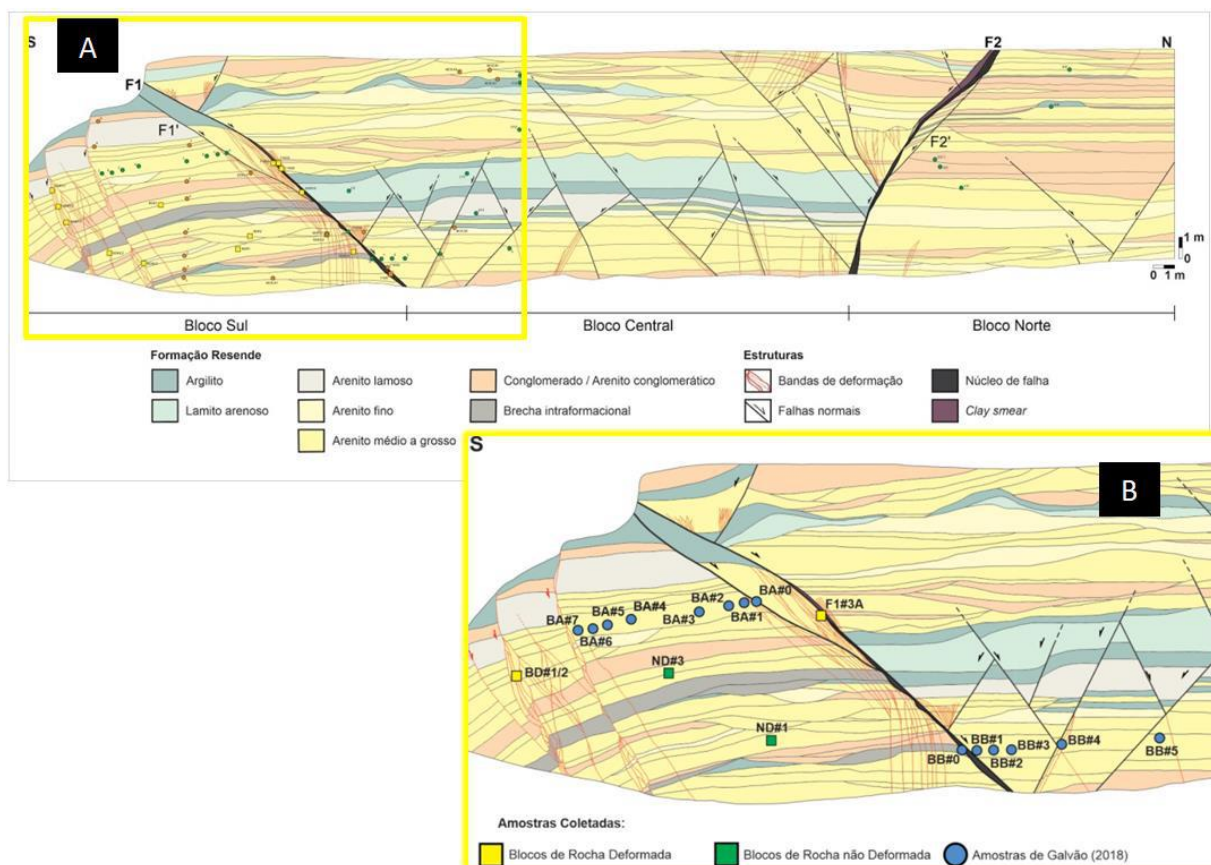 A
S
F1
F1'
F2
F2'
N
1 m
0
0 1 m
Bloco Sul
Bloco Central
Bloco Norte
Formação Resende
Argilito
Lamito arenoso
Arenito lamoso
Arenito fino
Arenito médio a grosso
Conglomerado / Arenito conglomerático
Brecha intraformacional
Estruturas
Bandas de deformação
Falhas normais
Núcleo de falha
Clay smear
S
B
BA#0
BA#1
BA#2
BA#3
BA#4
BA#5
BA#6
BA#7
F1#3A
BD#1/2
ND#3
ND#1
BB#0
BB#1
BB#2
BB#3
BB#4
BB#5
Amostras Coletadas:
Blocos de Rocha Deformada
Blocos de Rocha não Deformada
Amostras de Galvão (2018)